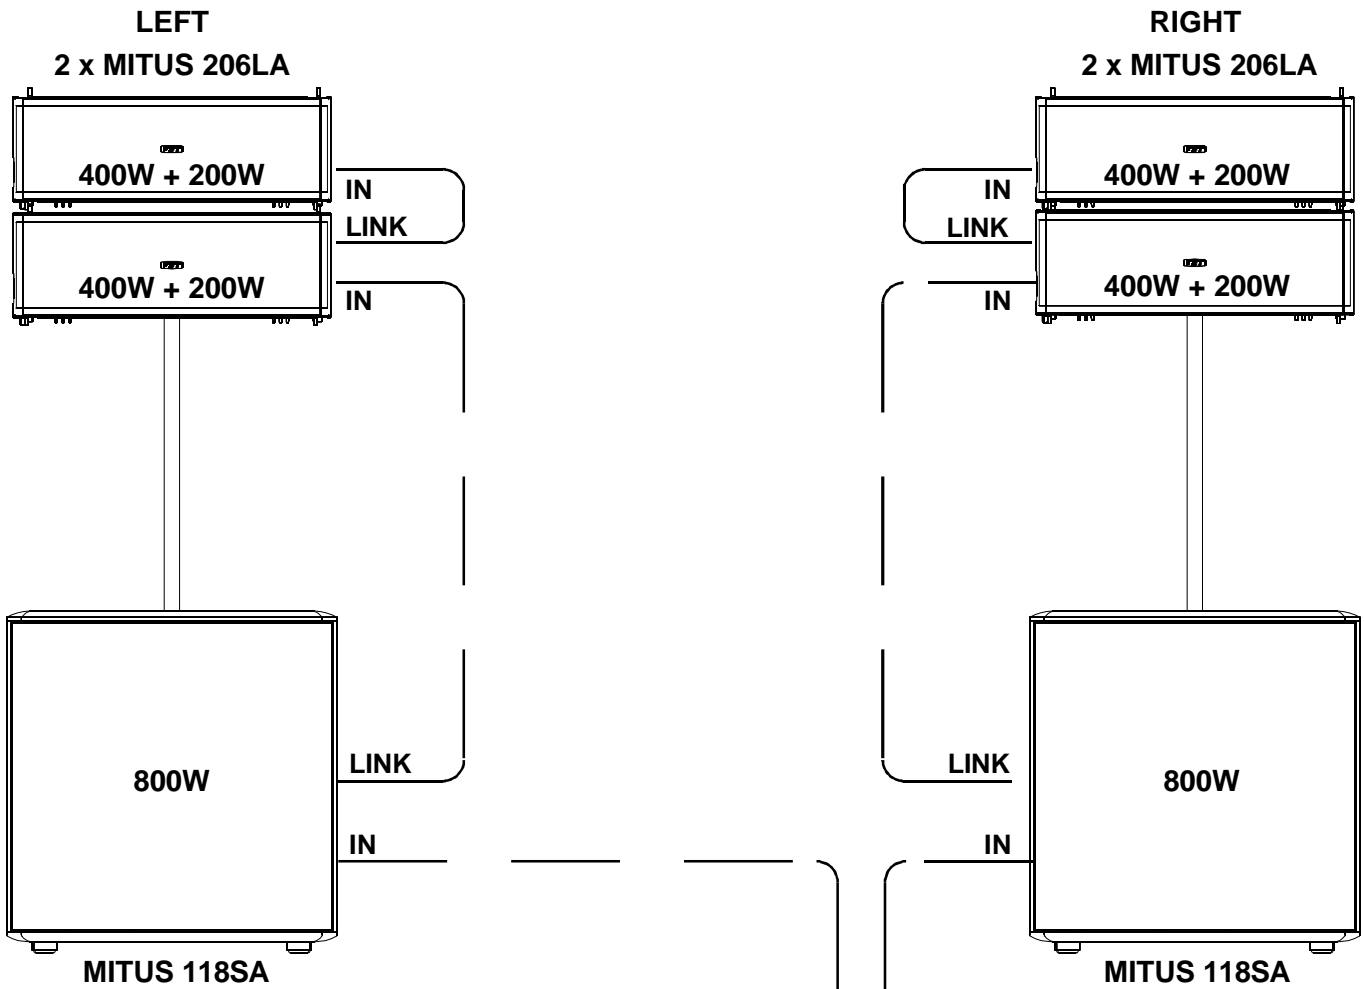 LEFT
2 x MITUS 206LA
400W + 200W
IN
LINK
400W + 200W
IN
LINK
800W
IN
MITUS 118SA
RIGHT
2 x MITUS 206LA
400W + 200W
IN
LINK
400W + 200W
IN
LINK
800W
IN
MITUS 118SA